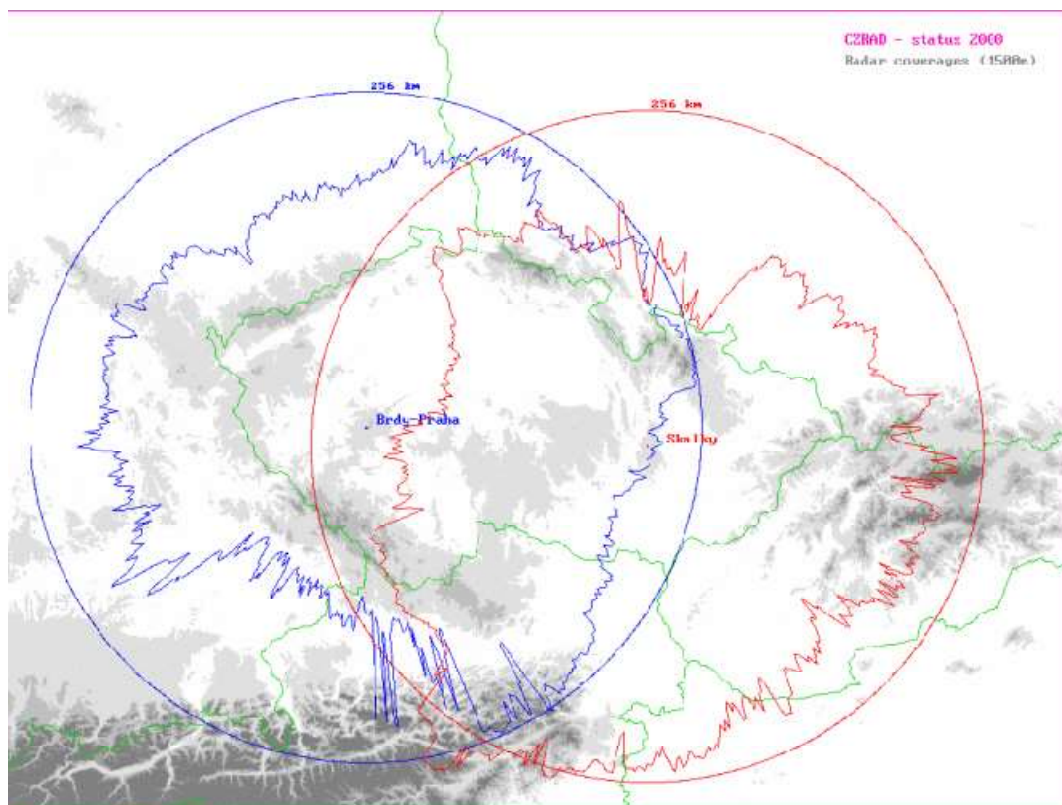 CZRAD - status 2000
Radar coverages (1500m)
256 km
256 km
Brdy-Praha
Skalky